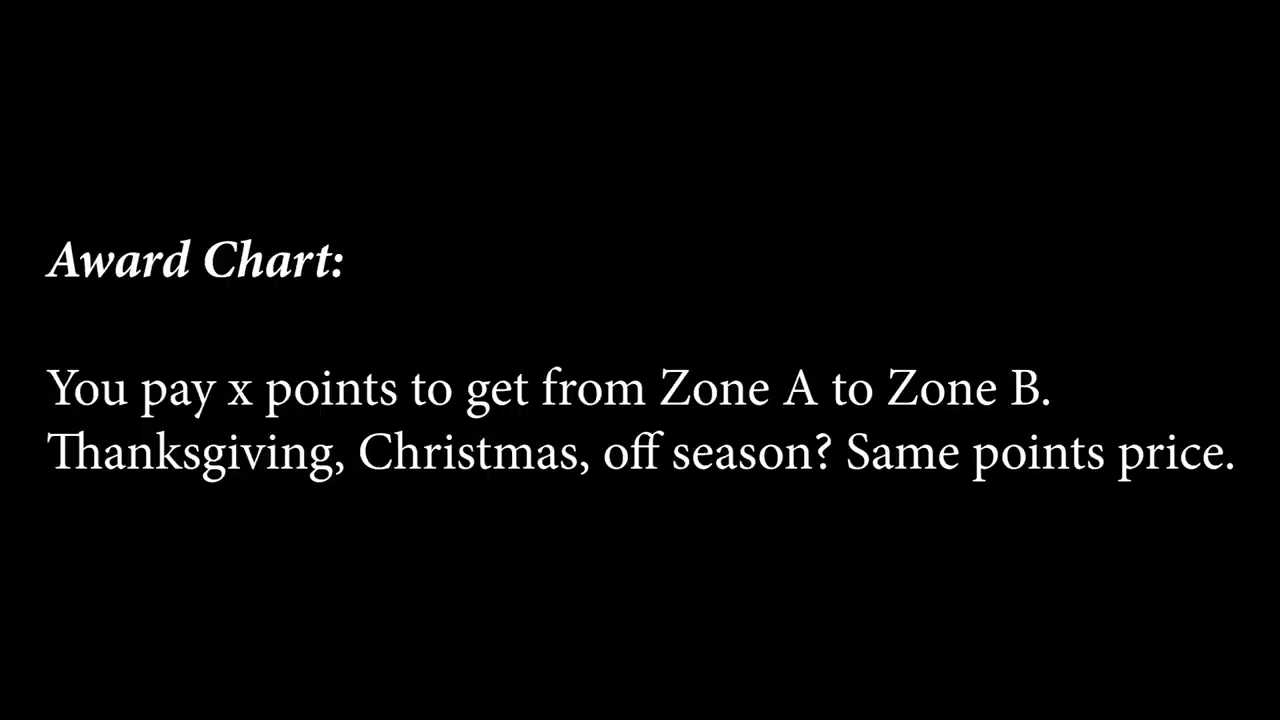 Award Chart:
You pay x points to get from Zone A to Zone B.
Thanksgiving, Christmas, off season? Same points price.